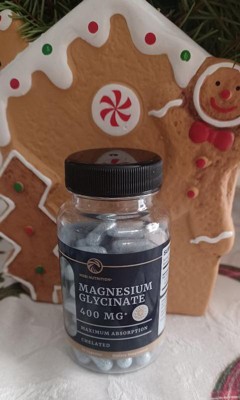 MAGNESIUM
GLYCINATE
400 MG*
MAXIMUM ABSORPTION
CHELATED